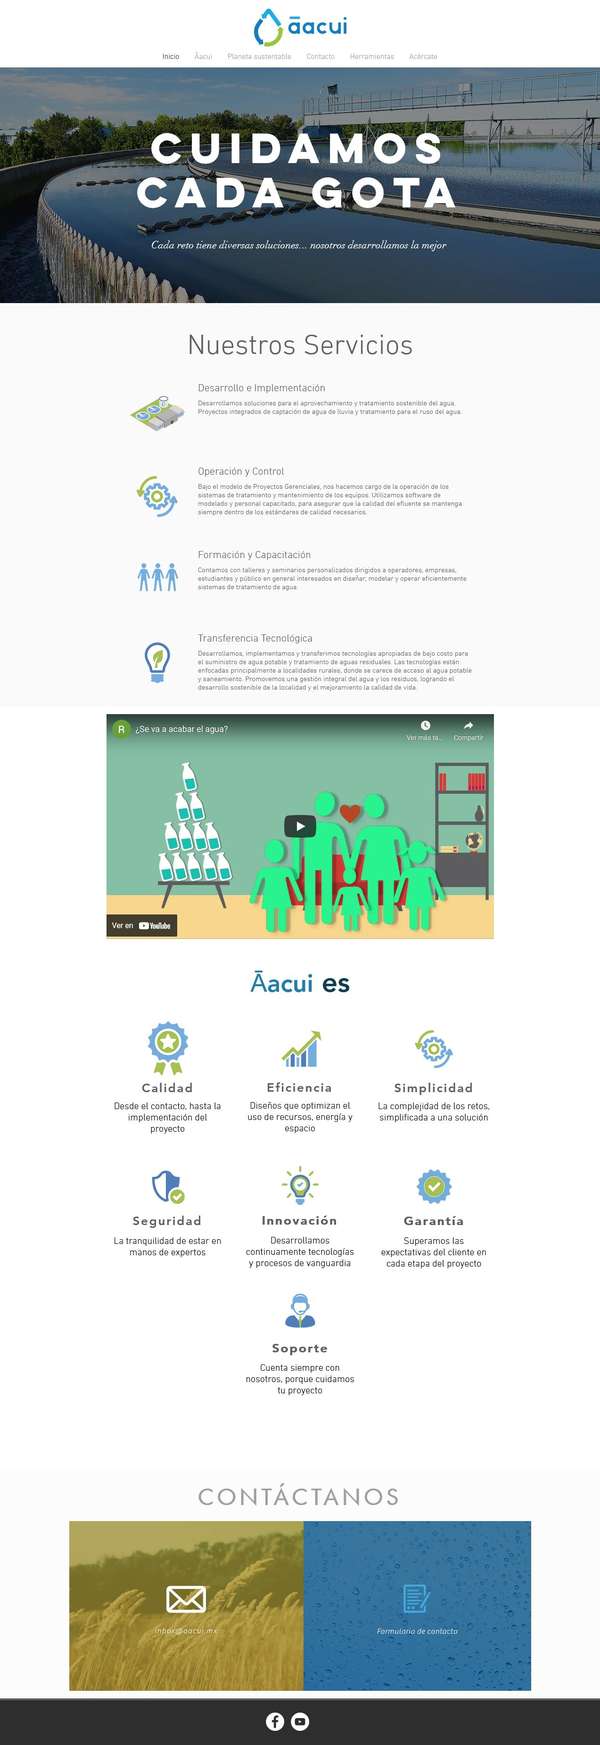 āacui
Inicio Āacui Planeta sustentable Contacto Herramientas Acércate
CUIDAMOS
CADA GOTA
Cada reto tiene diversas soluciones... nosotros desarrollamos la mejor
Nuestros Servicios
Desarrollo e Implementación
Desarrollamos soluciones para el aprovechamiento y tratamiento sostenible del agua.
Proyectos integrados de captación de agua de lluvia y tratamiento para el ruso del agua.
Operación y Control
Bajo el modelo de Proyectos Gerenciales, nos hacemos cargo de la operación de los
sistemas de tratamiento y mantenimiento de los equipos. Utilizamos software de
modelado y personal capacitado, para asegurar que la calidad del efluente se mantenga
siempre dentro de los estándares de calidad necesarios.
Formación y Capacitación
Contamos con talleres y seminarios personalizados dirigidos a operadores, empresas,
estudiantes y público en general interesados en diseñar, modelar y operar eficientemente
sistemas de tratamiento de agua.
Transferencia Tecnológica
Desarrollamos, implementamos y transferimos tecnologías apropiadas de bajo costo para
el suministro de agua potable y tratamiento de aguas residuales. Las tecnologías están
enfocadas principalmente a localidades rurales, donde se carece de acceso al agua potable
y saneamiento. Promovemos una gestión integral del agua y los residuos, logrando el
desarrollo sostenible de la localidad y el mejoramiento la calidad de vida.
R ¿Se va a acabar el agua?
Ver más ta... Compartir
Ver en YouTube
Āacui es
Calidad
Desde el contacto, hasta la
implementación del
proyecto
Eficiencia
Diseños que optimizan el
uso de recursos, energía y
espacio
Simplicidad
La complejidad de los retos,
simplificada a una solución
Seguridad
La tranquilidad de estar en
manos de expertos
Innovación
Desarrollamos
continuamente tecnologías
y procesos de vanguardia
Garantía
Superamos las
expectativas del cliente en
cada etapa del proyecto
Soporte
Cuenta siempre con
nosotros, porque cuidamos
tu proyecto
CONTÁCTANOS
inbox@aacui.mx
Formulario de contacto